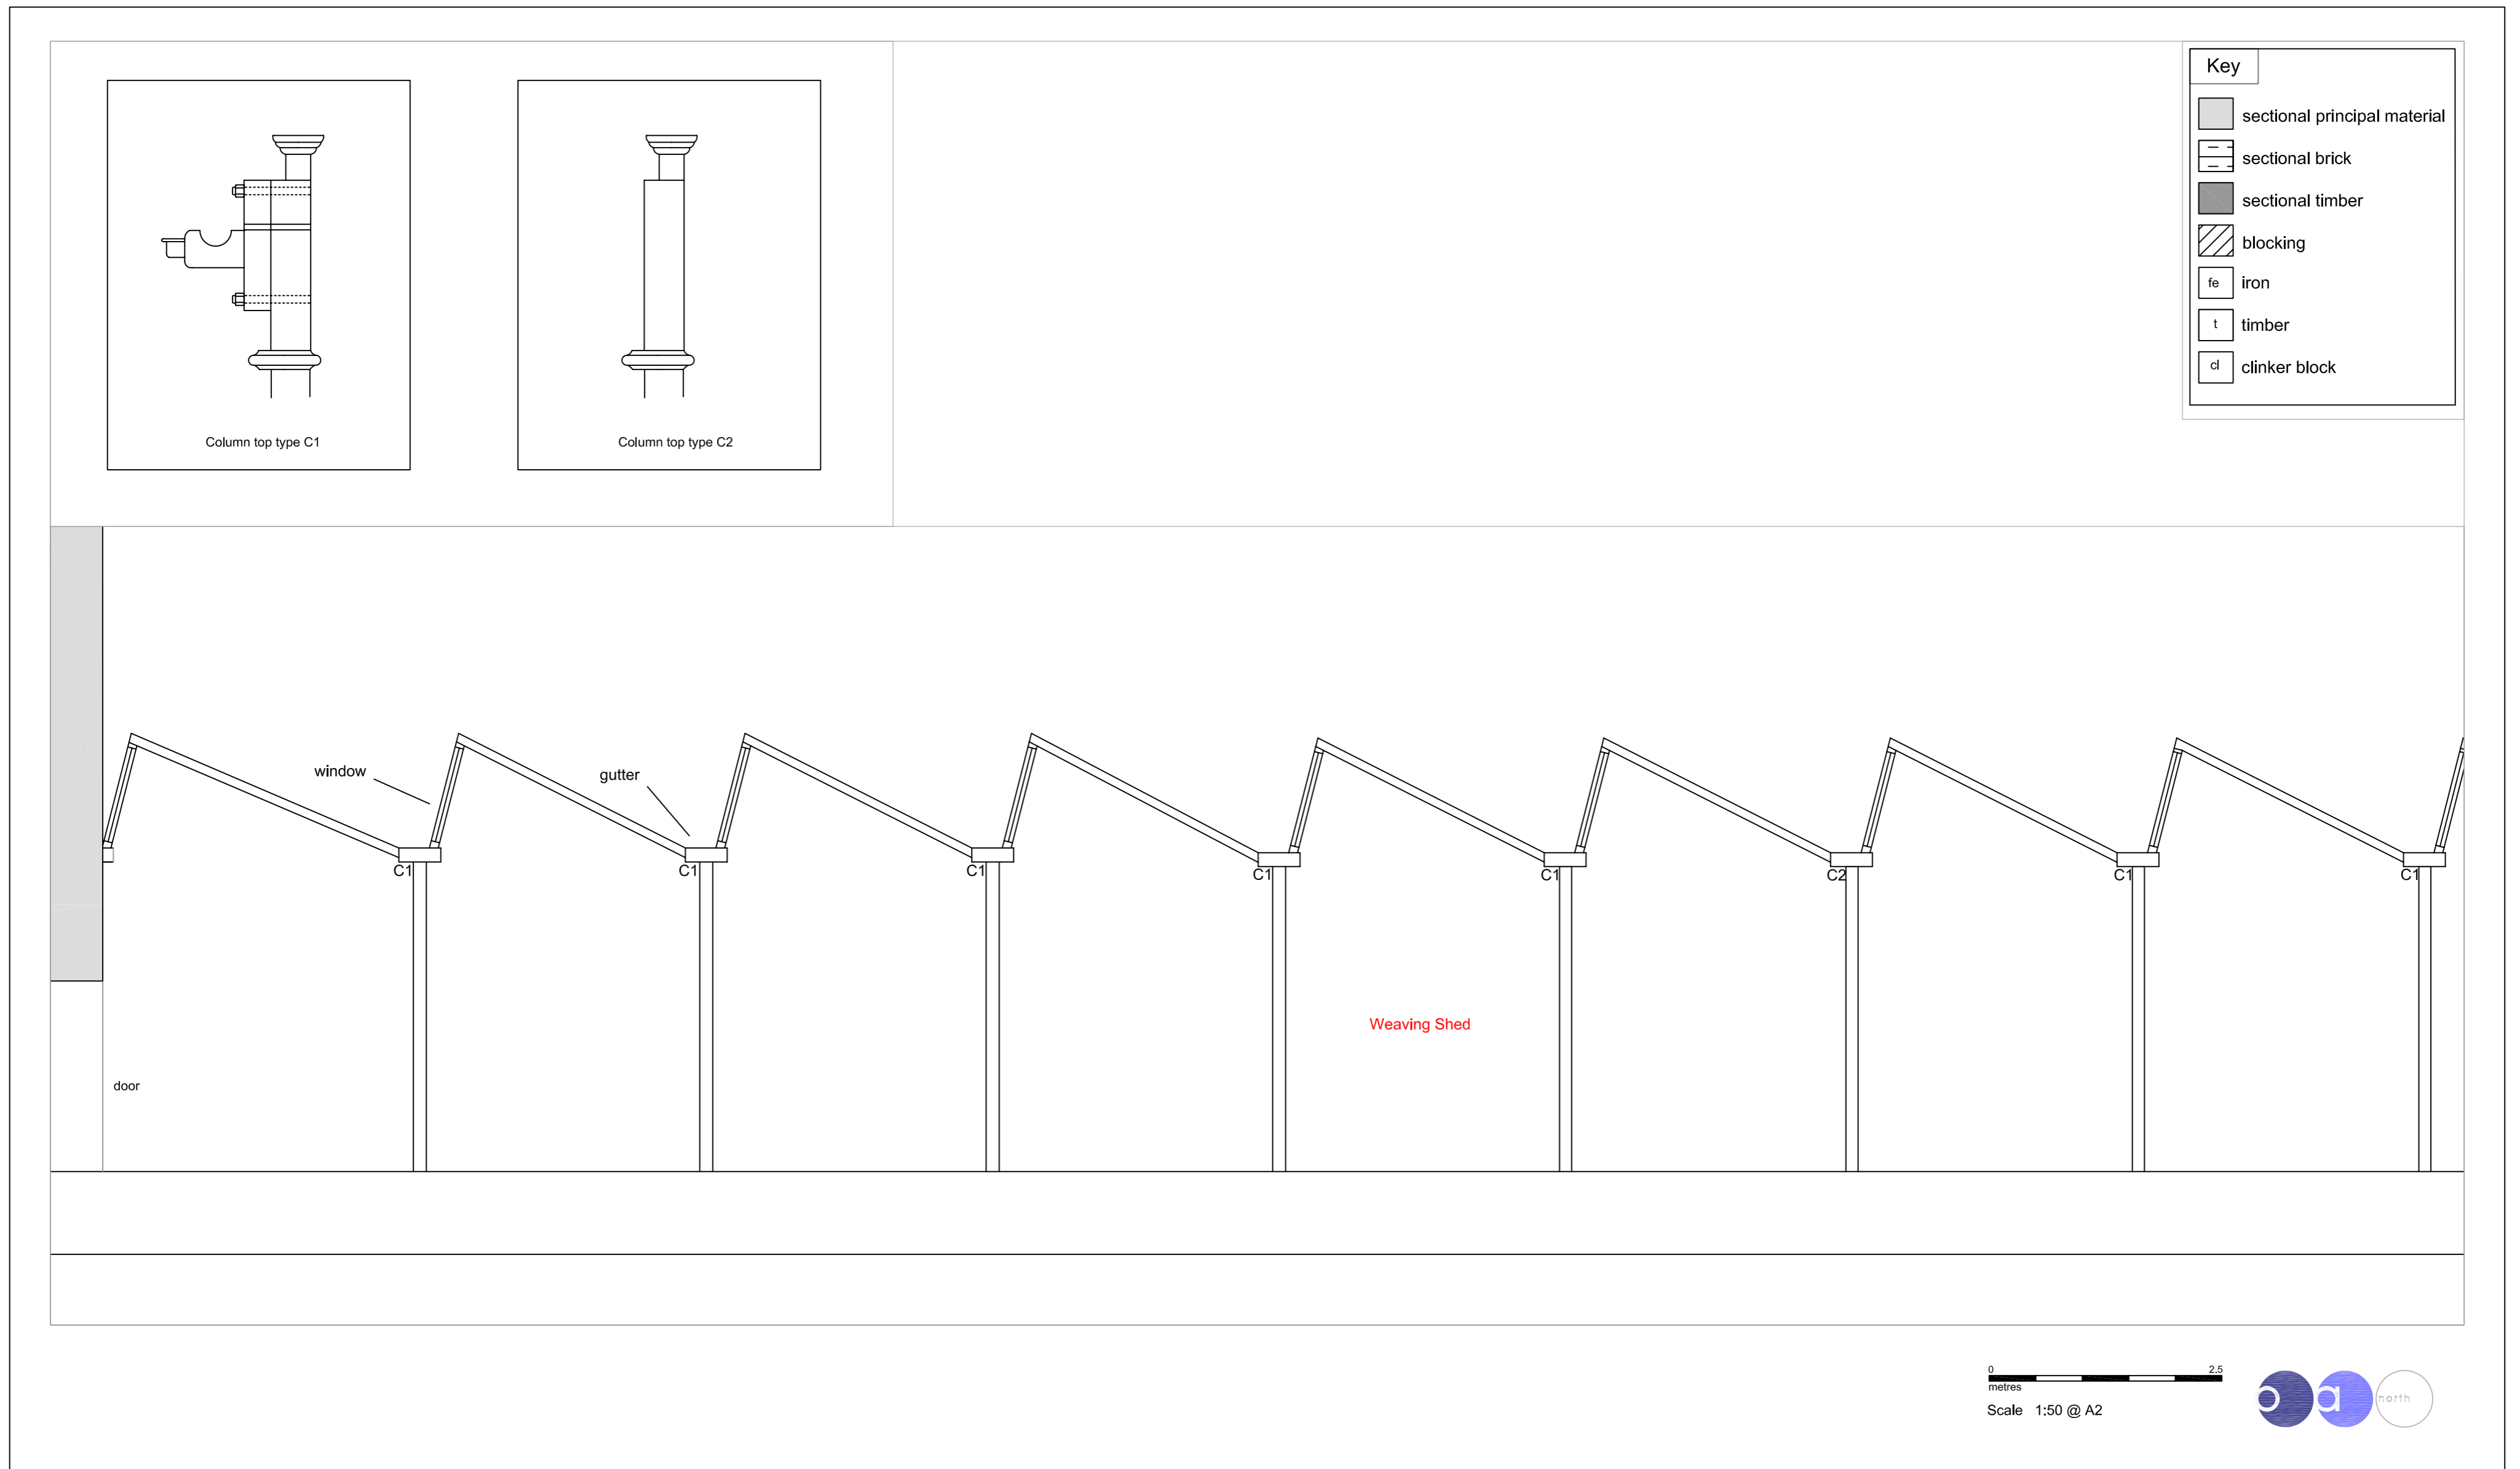 Key
sectional principal material
sectional brick
sectional timber
blocking
fe iron
t timber
cl clinker block
Column top type C1
Column top type C2
window
gutter
C1
C1
C1
C1
C1
C2
C1
C1
Weaving Shed
door
0 2.5
metres
Scale 1:50 @ A2
oa north